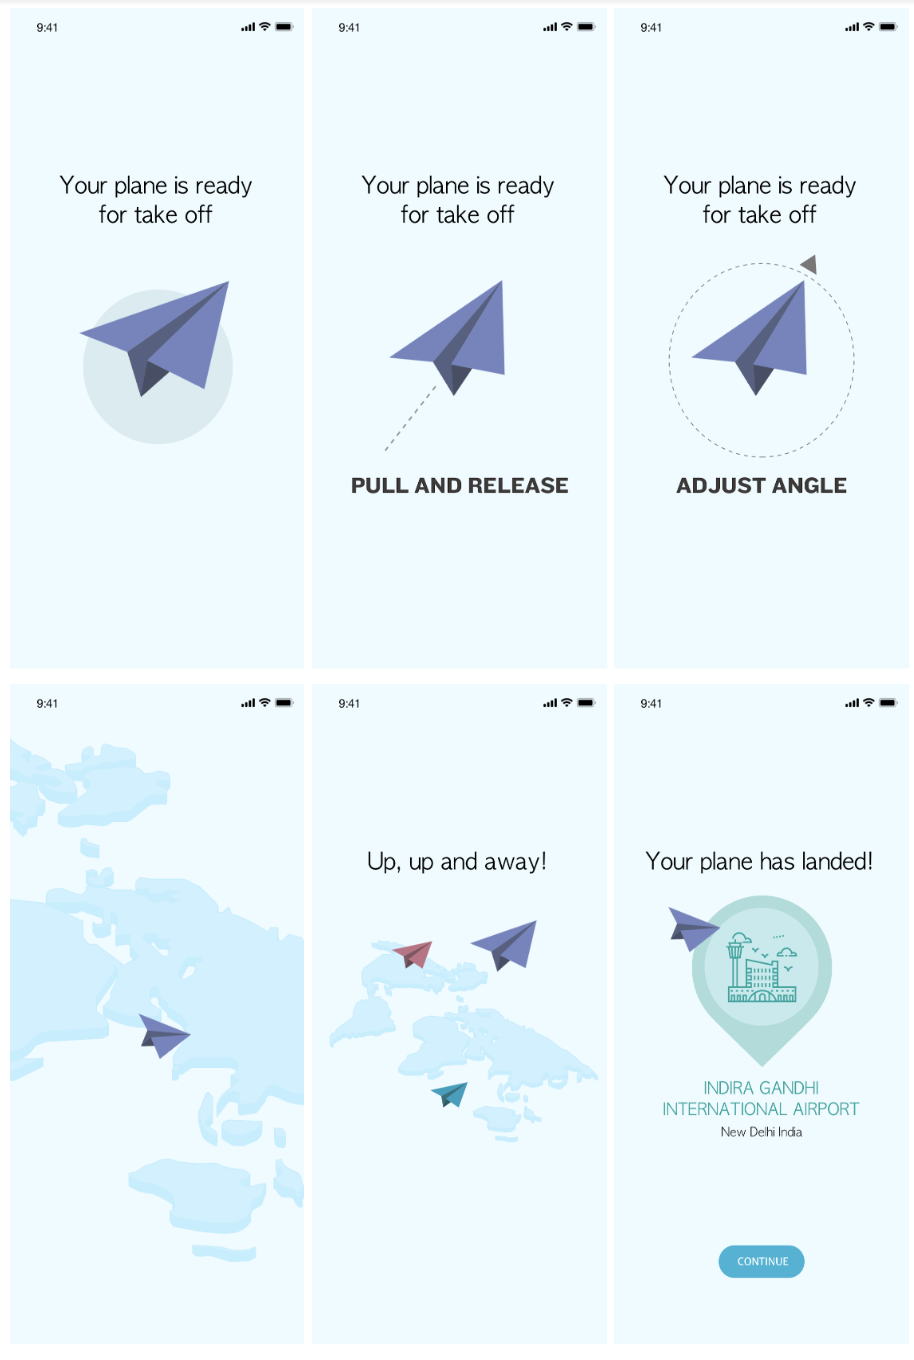 9:41
Your plane is ready
for take off
9:41
Your plane is ready
for take off
PULL AND RELEASE
9:41
Your plane is ready
for take off
ADJUST ANGLE
9:41
9:41
Up, up and away!
9:41
Your plane has landed!
INDIRA GANDHI
INTERNATIONAL AIRPORT
New Delhi India
CONTINUE